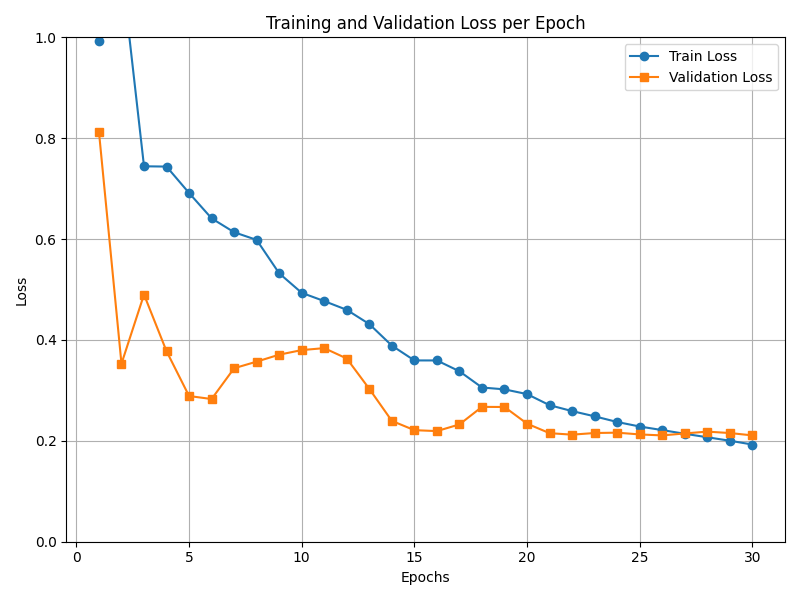 Training and Validation Loss per Epoch
Train Loss
Validation Loss
1.0
0.8
0.6
0.4
0.2
0.0
Loss
0 5 10 15 20 25 30
Epochs